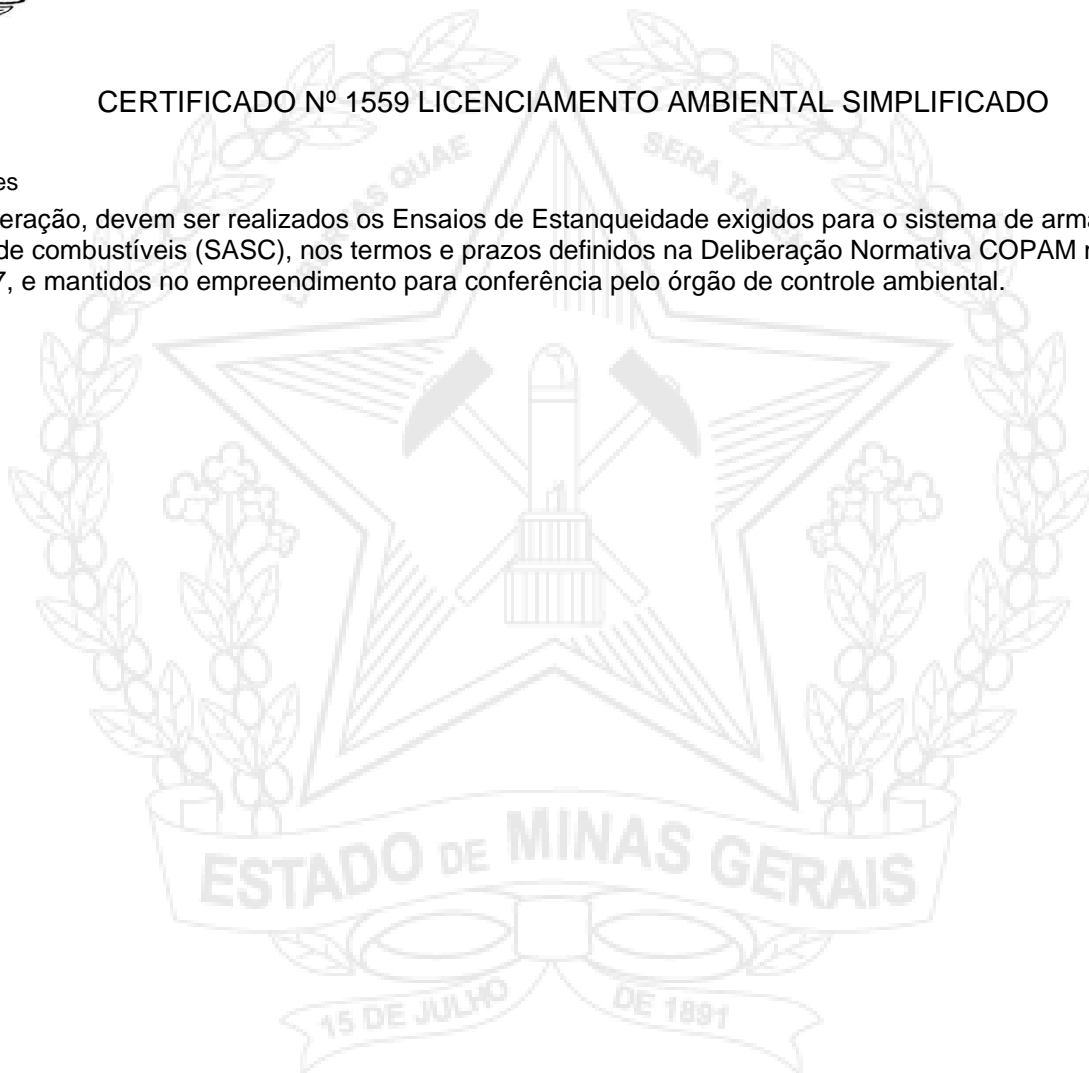 CERTIFICADO Nº 1559 LICENCIAMENTO AMBIENTAL SIMPLIFICADO
es
eração, devem ser realizados os Ensaios de Estanqueidade exigidos para o sistema de arma
de combustíveis (SASC), nos termos e prazos definidos na Deliberação Normativa COPAM n
7, e mantidos no empreendimento para conferência pelo órgão de controle ambiental.
QUAE SERA TAM
ESTADO DE MINAS GERAIS
15 DE JULHO DE 1891